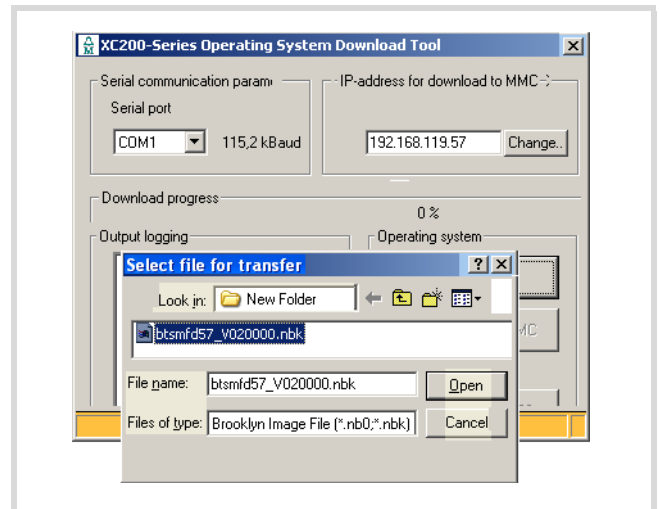 XC200-Series Operating System Download Tool
Serial communication param
IP-address for download to MMC
Serial port
COM1 115,2 kBaud
192.168.119.57 Change..
Download progress
0 %
Output logging
Operating system
Select file for transfer
Look in: New Folder
btsmfd57_V020000.nbk
MC
File name: btsmfd57_V020000.nbk Open
Files of type: Brooklyn Image File (*.nb0;*.nbk) Cancel